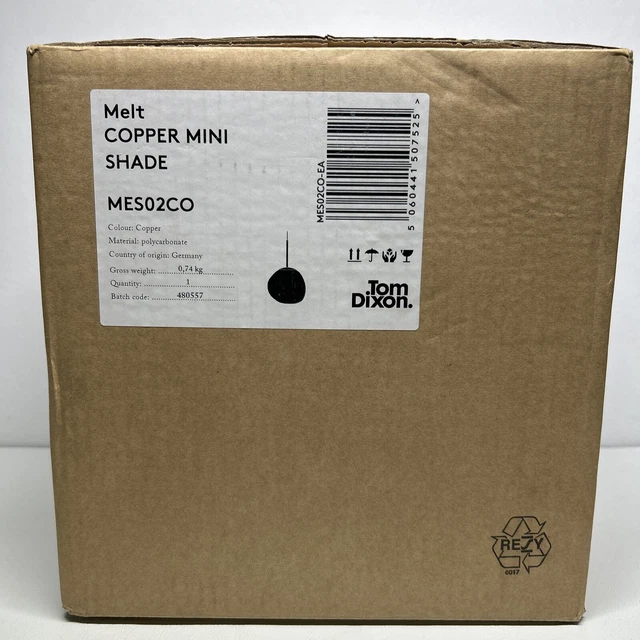 Melt
COPPER MINI
SHADE
MES02CO
Colour: Copper
Material: polycarbonate
Country of origin: Germany
Gross weight: 0,74 kg
Quantity: 1
Batch code: 480557
MES02CO-EA
5 060441 507525 >
Tom
Dixon.
REZY
0017